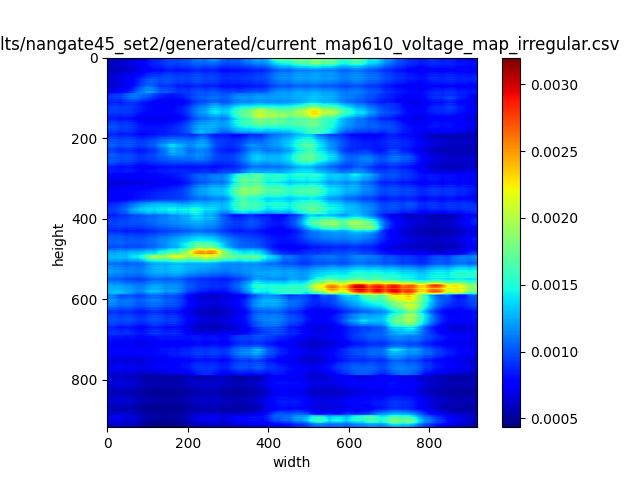 lts/nangate45_set2/generated/current_map610_voltage_map_irregular.csv
0
200
400
600
800
height
0 200 400 600 800
width
0.0030
0.0025
0.0020
0.0015
0.0010
0.0005